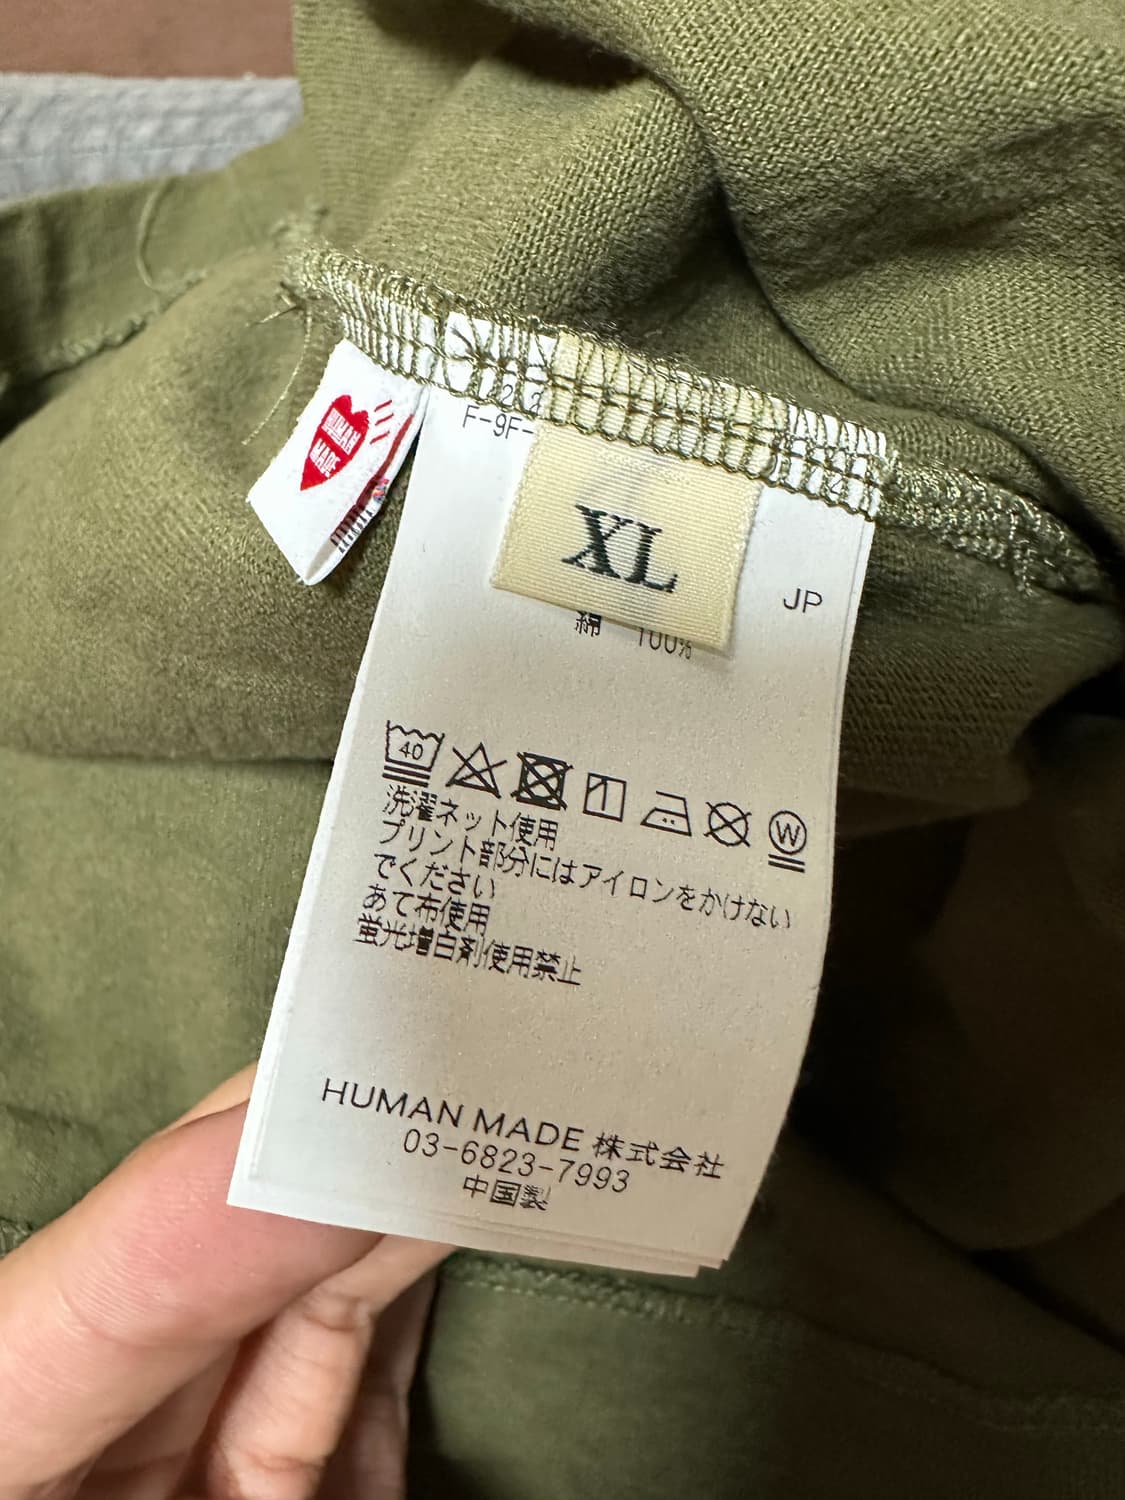 HUMAN
MADE
F-9F-
XL
JP
綿 100%
40
W
洗濯ネット使用
プリント部分にはアイロンをかけない
でください
あて布使用
蛍光増白剤使用禁止
HUMAN MADE 株式会社
03-6823-7993
中国製